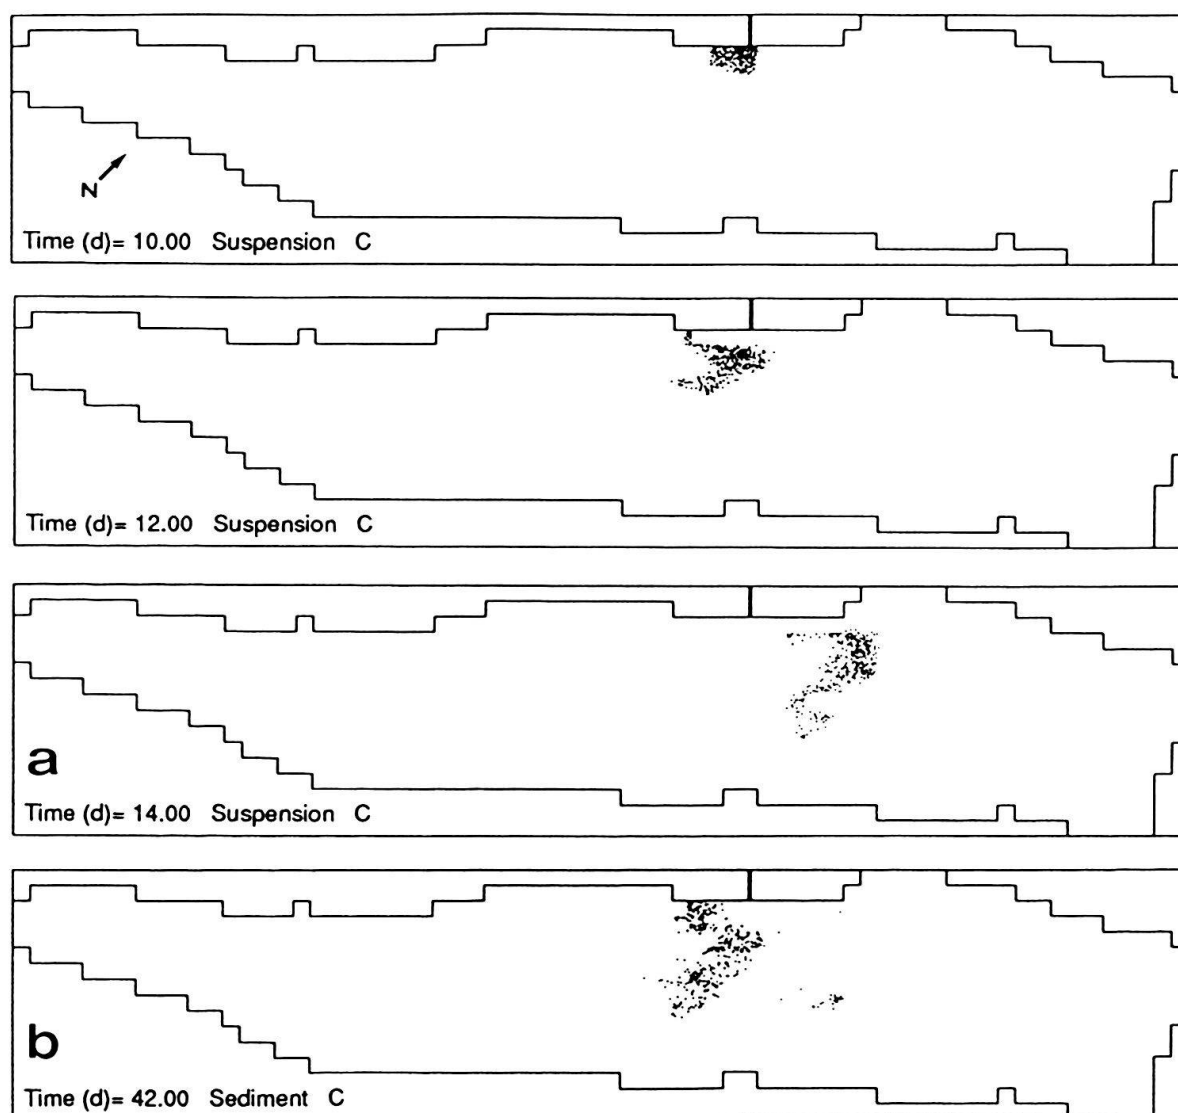 N
Time (d)= 10.00 Suspension C
Time (d)= 12.00 Suspension C
a
Time (d)= 14.00 Suspension C
b
Time (d)= 42.00 Sediment C